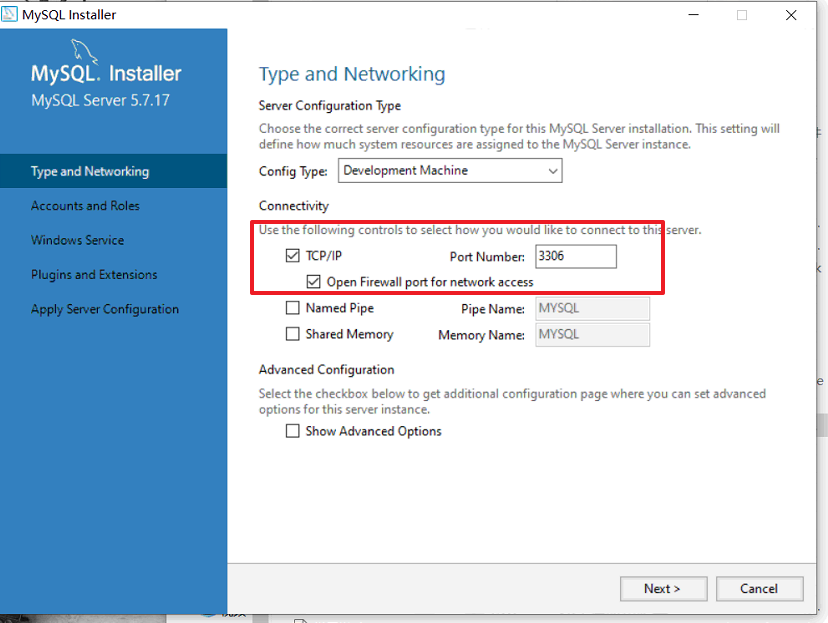 MySQL Installer
MySQL. Installer
MySQL Server 5.7.17
Type and Networking
Accounts and Roles
Windows Service
Plugins and Extensions
Apply Server Configuration
Type and Networking
Server Configuration Type
Choose the correct server configuration type for this MySQL Server installation. This setting will
define how much system resources are assigned to the MySQL Server instance.
Config Type: Development Machine
Connectivity
Use the following controls to select how you would like to connect to this server.
TCP/IP Port Number: 3306
Open Firewall port for network access
Named Pipe Pipe Name: MYSQL
Shared Memory Memory Name: MYSQL
Advanced Configuration
Select the checkbox below to get additional configuration page where you can set advanced
options for this server instance.
Show Advanced Options
Next > Cancel